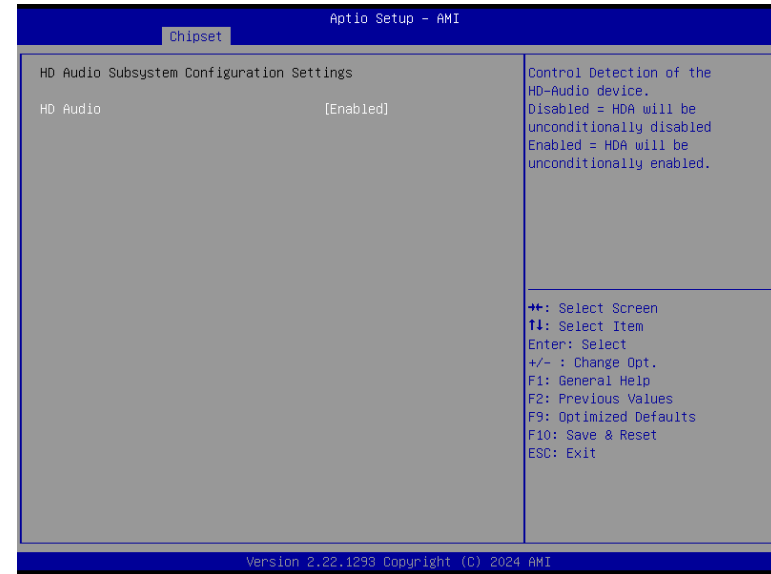 Aptio Setup – AMI
Chipset
HD Audio Subsystem Configuration Settings
HD Audio [Enabled]
Control Detection of the
HD-Audio device.
Disabled = HDA will be
unconditionally disabled
Enabled = HDA will be
unconditionally enabled.
→←: Select Screen
↑↓: Select Item
Enter: Select
+/- : Change Opt.
F1: General Help
F2: Previous Values
F9: Optimized Defaults
F10: Save & Reset
ESC: Exit
Version 2.22.1293 Copyright (C) 2024 AMI